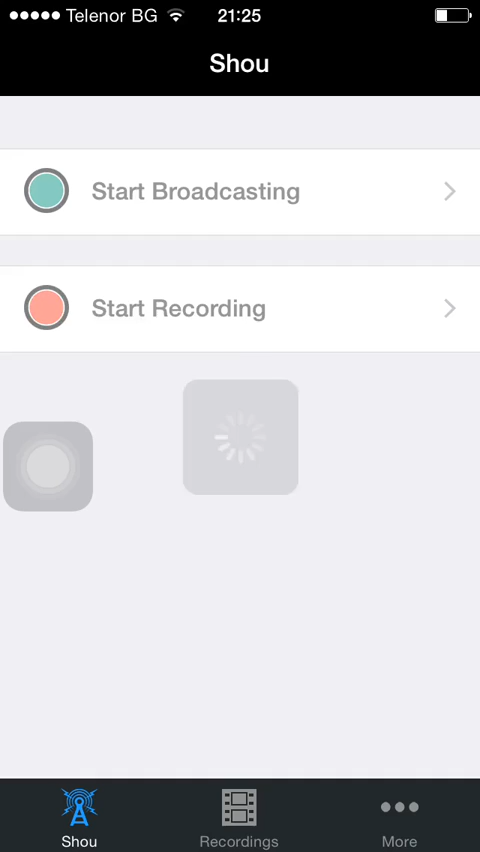 Telenor BG 21:25
Shou
Start Broadcasting
Start Recording
Shou Recordings More